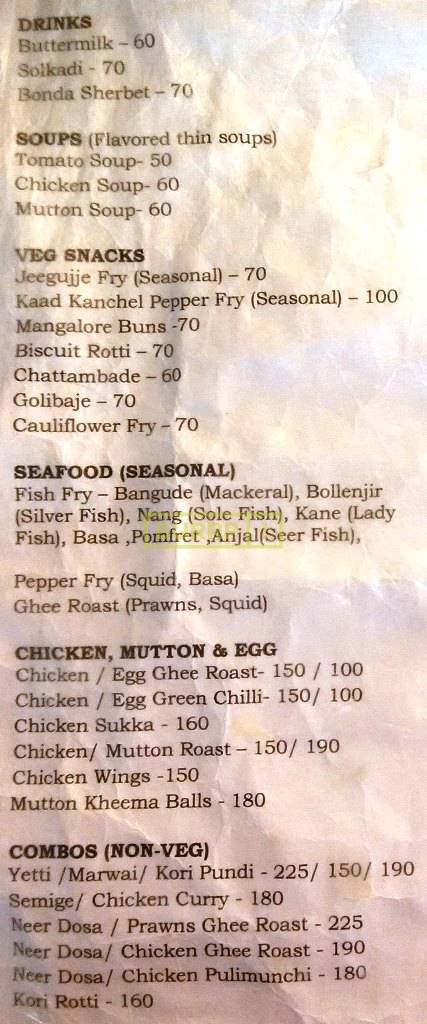 DRINKS
Buttermilk – 60
Solkadi - 70
Bonda Sherbet – 70
SOUPS (Flavored thin soups)
Tomato Soup- 50
Chicken Soup- 60
Mutton Soup- 60
VEG SNACKS
Jeegujje Fry (Seasonal) – 70
Kaad Kanchel Pepper Fry (Seasonal) – 100
Mangalore Buns -70
Biscuit Rotti – 70
Chattambade – 60
Golibaje – 70
Cauliflower Fry - 70
SEAFOOD (SEASONAL)
Fish Fry – Bangude (Mackeral), Bollenjir
(Silver Fish), Nang (Sole Fish), Kane (Lady
Fish), Basa ,Pomfret ,Anjal(Seer Fish),
Pepper Fry (Squid, Basa)
Ghee Roast (Prawns, Squid)
CHICKEN, MUTTON & EGG
Chicken / Egg Ghee Roast- 150 / 100
Chicken / Egg Green Chilli- 150/ 100
Chicken Sukka - 160
Chicken/ Mutton Roast – 150/ 190
Chicken Wings -150
Mutton Kheema Balls - 180
COMBOS (NON-VEG)
Yetti /Marwai/ Kori Pundi - 225/ 150/ 190
Semige/ Chicken Curry - 180
Neer Dosa / Prawns Ghee Roast - 225
Neer Dosa/ Chicken Ghee Roast - 190
Neer Dosa/ Chicken Pulimunchi - 180
Kori Rotti - 160